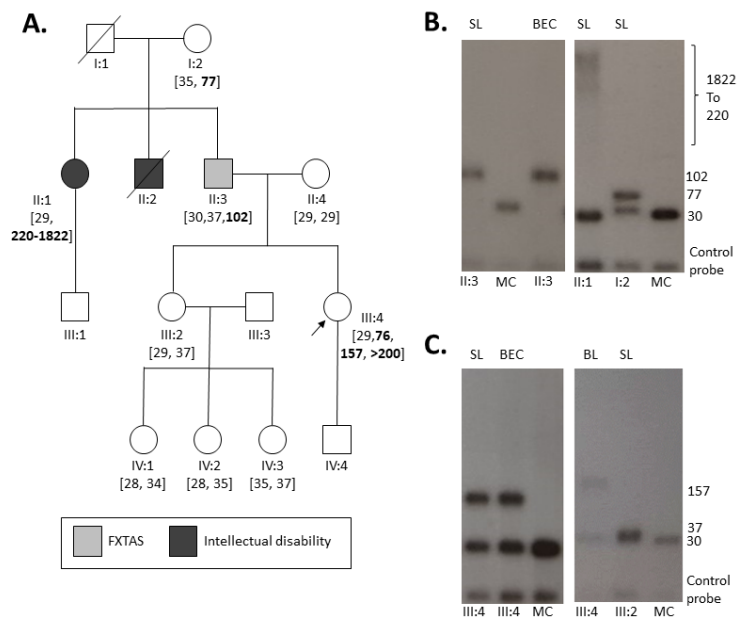 A.
I:1
I:2
[35, 77]
II:1
[29,
220-1822]
II:2
II:3
[30,37,102]
II:4
[29, 29]
III:1
III:2
[29, 37]
III:3
III:4
[29,76,
157, >200]
IV:1
[28, 34]
IV:2
[28, 35]
IV:3
[35, 37]
IV:4
FXTAS
Intellectual disability
B.
SL BEC SL SL
1822
To
220
102
77
30
Control
probe
II:3 MC II:3 II:1 I:2 MC
C.
SL BEC BL SL
157
37
30
Control
probe
III:4 III:4 MC III:4 III:2 MC